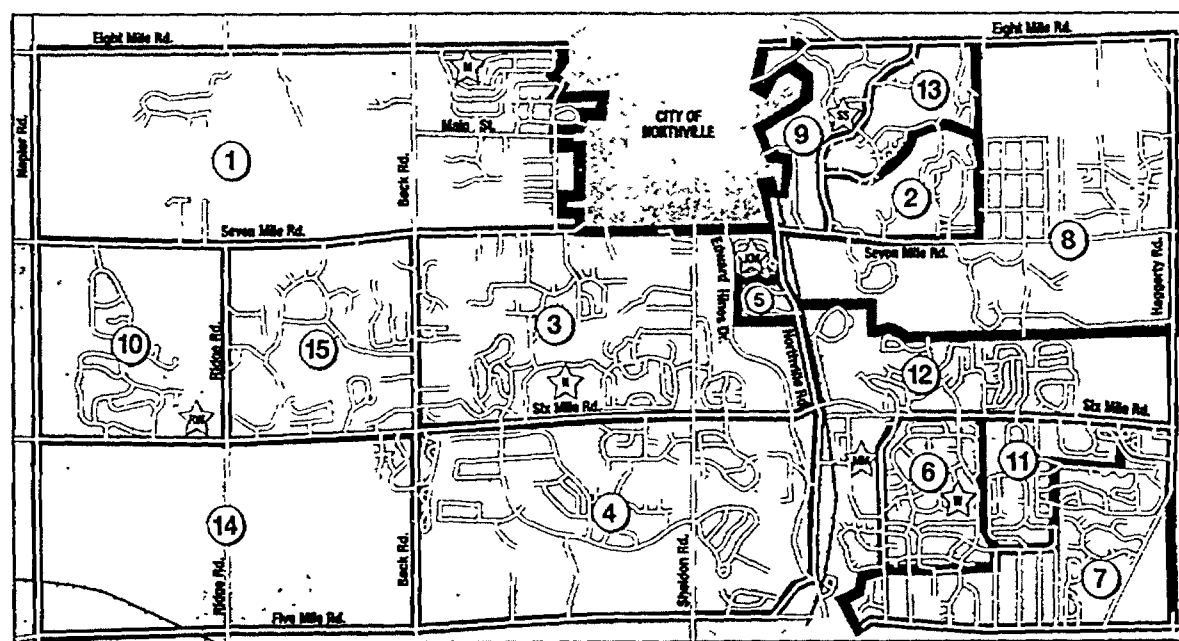 Eight Mile Rd.
Eight Mile Rd.
M
13
CITY OF
NORTHVILLE
9
Main St.
Napier Rd.
1
Beck Rd.
2
8
Seven Mile Rd.
Seven Mile Rd.
Haggerty Rd.
Edward Hines Dr.
5
3
10
Ridge Rd.
15
Northville Rd.
12
Six Mile Rd.
Six Mile Rd.
11
6
14
4
Ridge Rd.
Beck Rd.
Sheldon Rd.
7
Five Mile Rd.